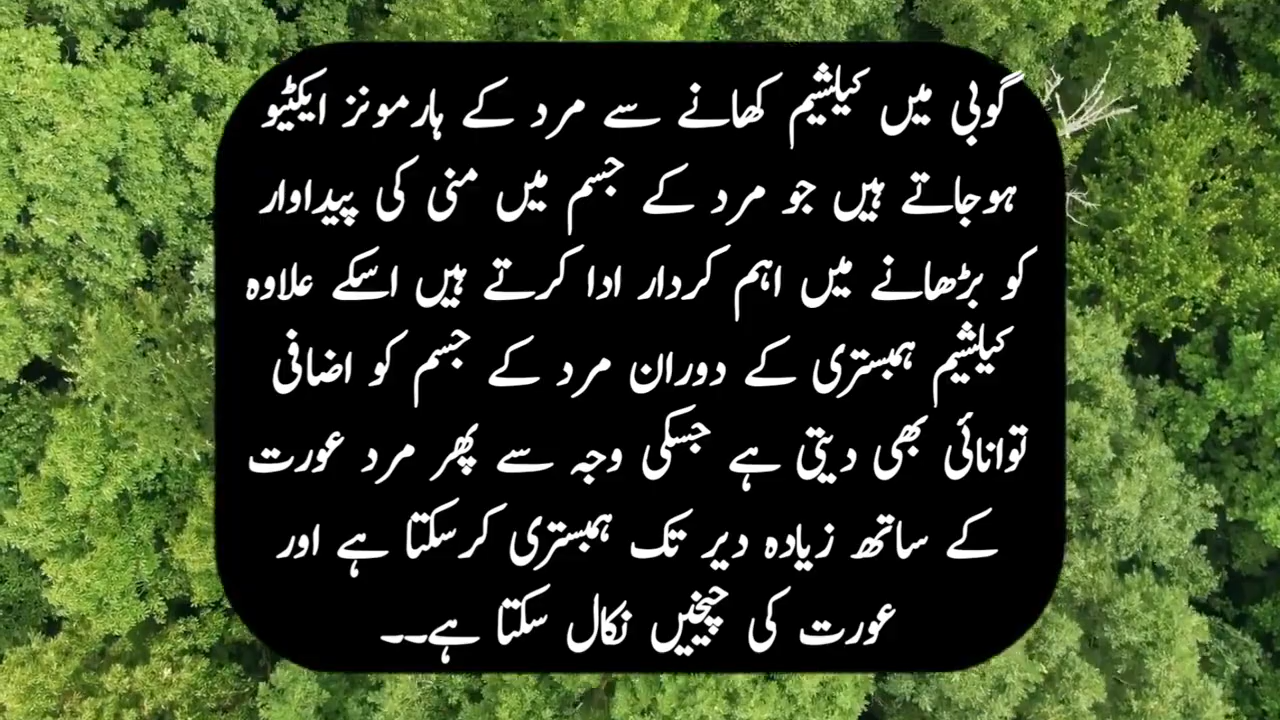 گوبی میں کیلشیم کھانے سے مرد کے ہارمونز ایکٹیو
ہوجاتے ہیں جو مرد کے جسم میں منی کی پیداوار
کو بڑھانے میں اہم کردار ادا کرتے ہیں اسکے علاوہ
کیلشیم ہمبستری کے دوران مرد کے جسم کو اضافی
توانائی بھی دیتی ہے جسکی وجہ سے پھر مرد عورت
کے ساتھ زیادہ دیر تک ہمبستری کرسکتا ہے اور
عورت کی چیخیں نکال سکتا ہے۔۔